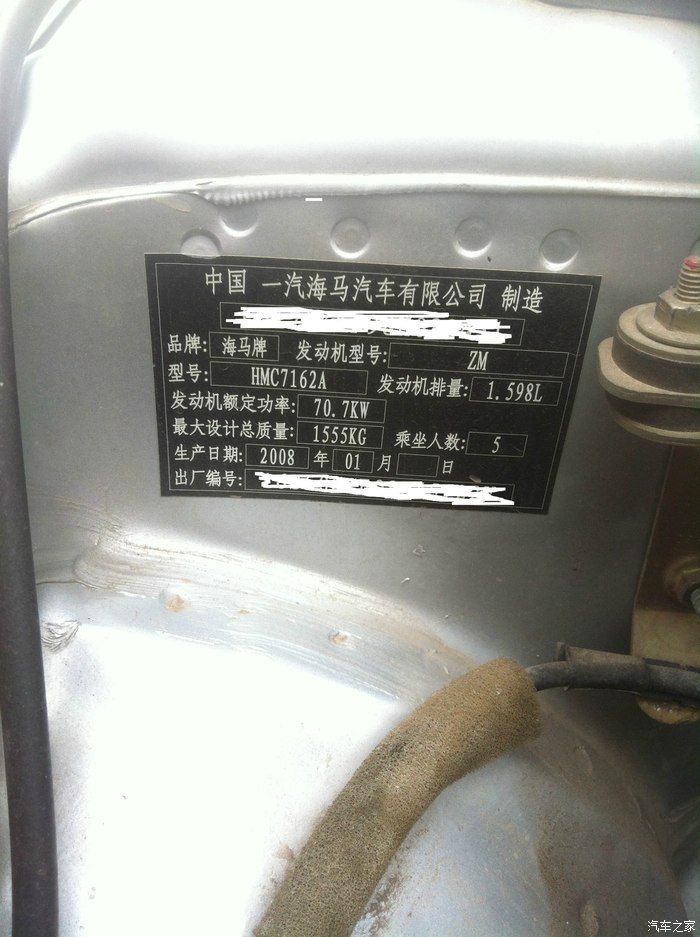 中国 一汽海马汽车有限公司 制造
品牌: 海马牌 发动机型号: ZM
型号: HMC7162A 发动机排量: 1.598L
发动机额定功率: 70.7KW
最大设计总质量: 1555KG 乘坐人数: 5
生产日期: 2008 年 01 月 日
出厂编号:
汽车之家